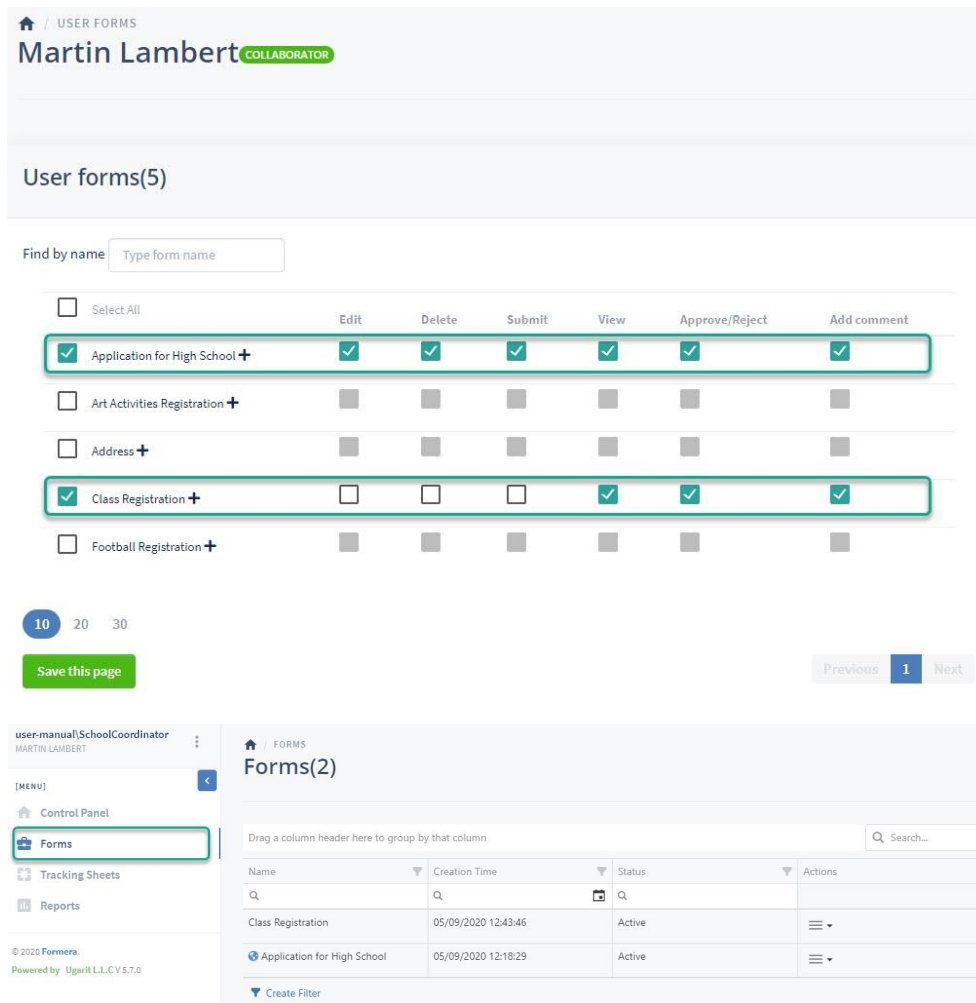 / USER FORMS
Martin Lambert COLLABORATOR
User forms(5)
Find by name Type form name
Select All Edit Delete Submit View Approve/Reject Add comment
Application for High School +
Art Activities Registration +
Address +
Class Registration +
Football Registration +
10 20 30
Save this page Previous 1 Next
user-manual\SchoolCoordinator
MARTIN LAMBERT
[MENU]
Control Panel
Forms
Tracking Sheets
Reports
© 2020 Formera.
Powered by Ugarit L.L.C V 5.7.0
/ FORMS
Forms(2)
Drag a column header here to group by that column Search...
Name Creation Time Status Actions
Class Registration 05/09/2020 12:43:46 Active
Application for High School 05/09/2020 12:18:29 Active
Create Filter